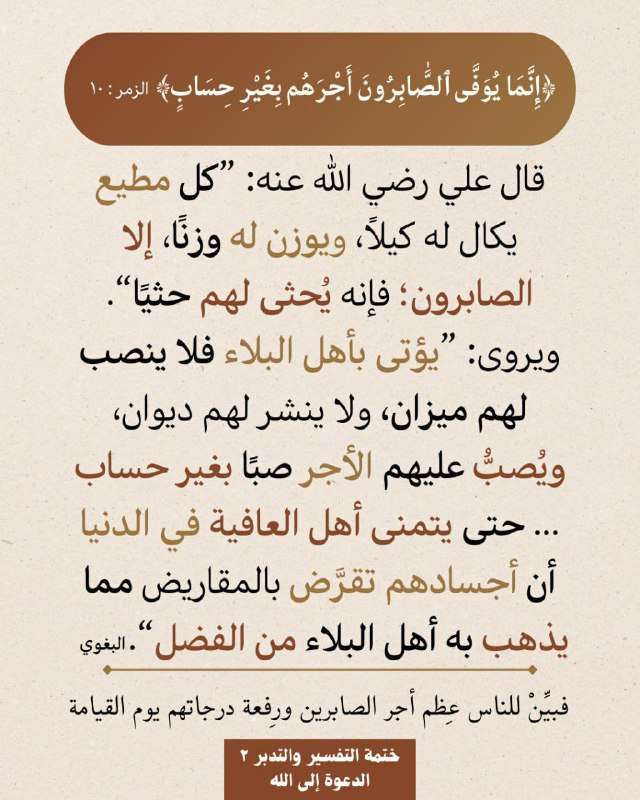 ﴿إِنَّمَا يُوَفَّى ٱلصَّٰبِرُونَ أَجْرَهُم بِغَيْرِ حِسَابٍ﴾ الزمر: ١٠
قال علي رضي الله عنه: ”كل مطيع
يكال له كيلاً، ويوزن له وزنًا، إلا
الصابرون؛ فإنه يُحثى لهم حثيًا“.
ويروى: ”يؤتى بأهل البلاء فلا ينصب
لهم ميزان، ولا ينشر لهم ديوان،
ويُصبُّ عليهم الأجر صبًا بغير حساب
... حتى يتمنى أهل العافية في الدنيا
أن أجسادهم تقرَّض بالمقاريض مما
يذهب به أهل البلاء من الفضل“. البغوي
فبيِّنْ للناس عِظم أجر الصابرين ورِفعة درجاتهم يوم القيامة
ختمة التفسير والتدبر ٢
الدعوة إلى الله